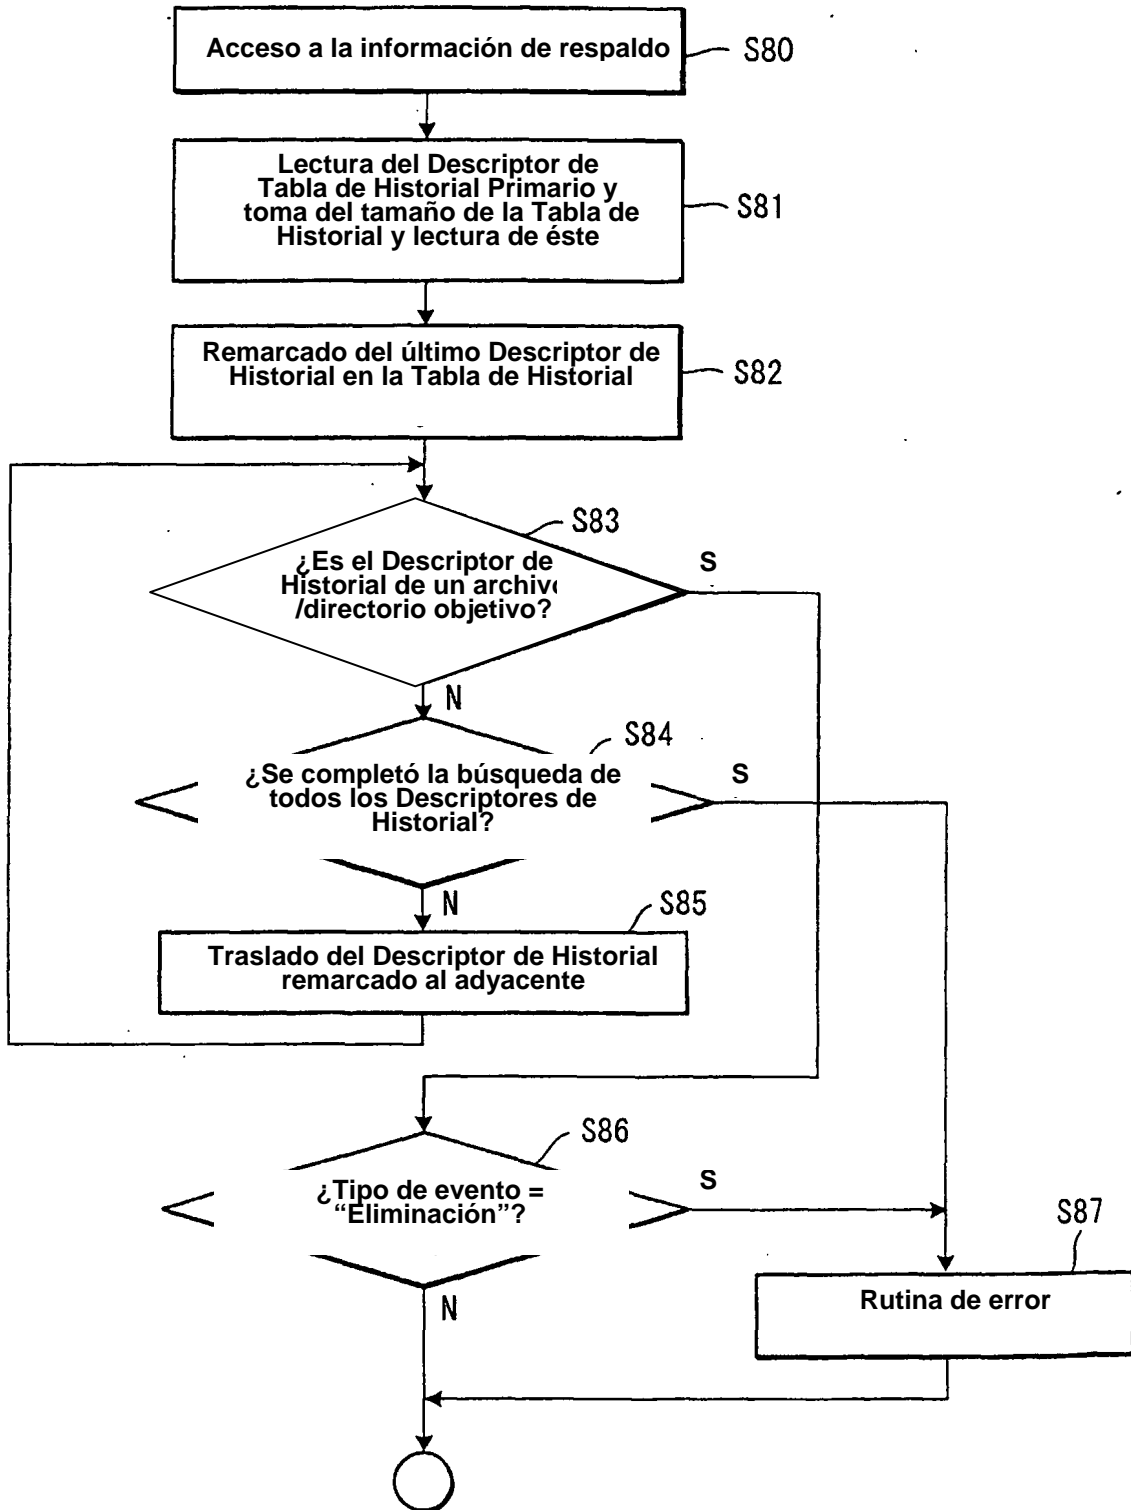 Acceso a la información de respaldo
S80
Lectura del Descriptor de
Tabla de Historial Primario y
toma del tamaño de la Tabla de
Historial y lectura de éste
S81
Remarcado del último Descriptor de
Historial en la Tabla de Historial
S82
S83
¿Es el Descriptor de
Historial de un archivo
/directorio objetivo?
S
N
S84
¿Se completó la búsqueda de
todos los Descriptores de
Historial?
S
N
S85
Traslado del Descriptor de Historial
remarcado al adyacente
S86
¿Tipo de evento =
“Eliminación”?
S
N
S87
Rutina de error